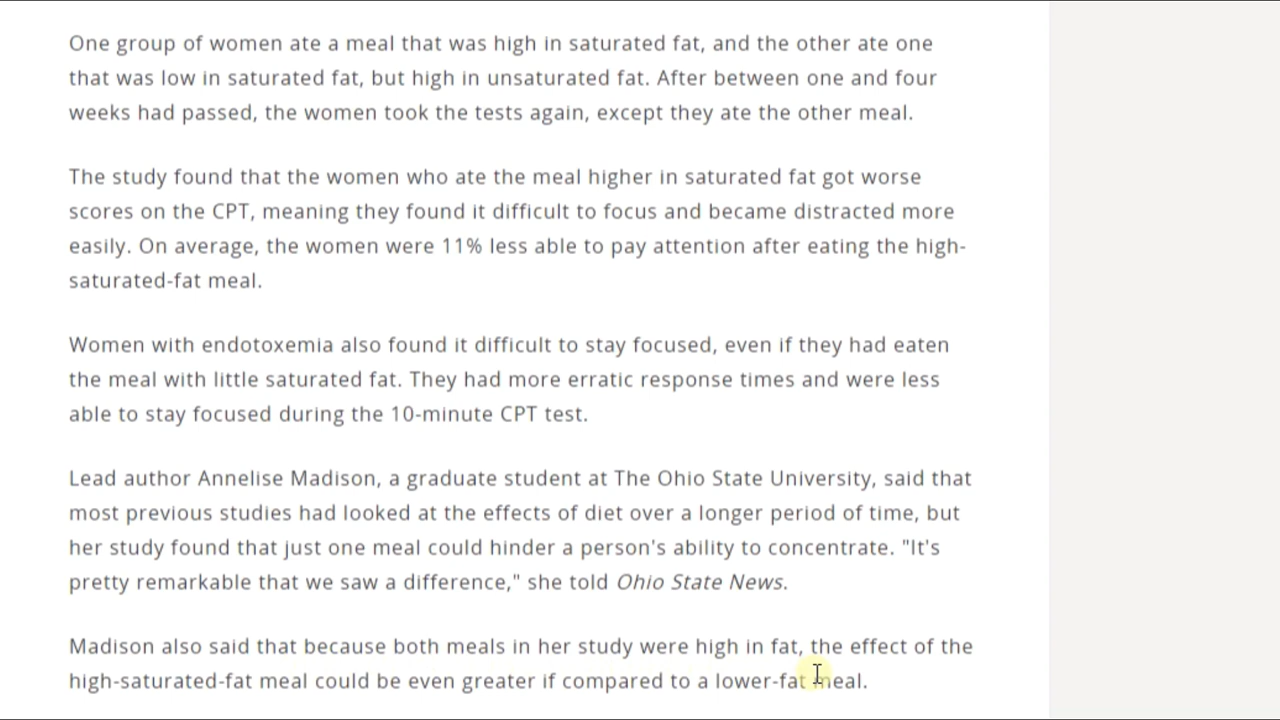 One group of women ate a meal that was high in saturated fat, and the other ate one
that was low in saturated fat, but high in unsaturated fat. After between one and four
weeks had passed, the women took the tests again, except they ate the other meal.
The study found that the women who ate the meal higher in saturated fat got worse
scores on the CPT, meaning they found it difficult to focus and became distracted more
easily. On average, the women were 11% less able to pay attention after eating the high-
saturated-fat meal.
Women with endotoxemia also found it difficult to stay focused, even if they had eaten
the meal with little saturated fat. They had more erratic response times and were less
able to stay focused during the 10-minute CPT test.
Lead author Annelise Madison, a graduate student at The Ohio State University, said that
most previous studies had looked at the effects of diet over a longer period of time, but
her study found that just one meal could hinder a person's ability to concentrate. "It's
pretty remarkable that we saw a difference," she told Ohio State News.
Madison also said that because both meals in her study were high in fat, the effect of the
high-saturated-fat meal could be even greater if compared to a lower-fat meal.